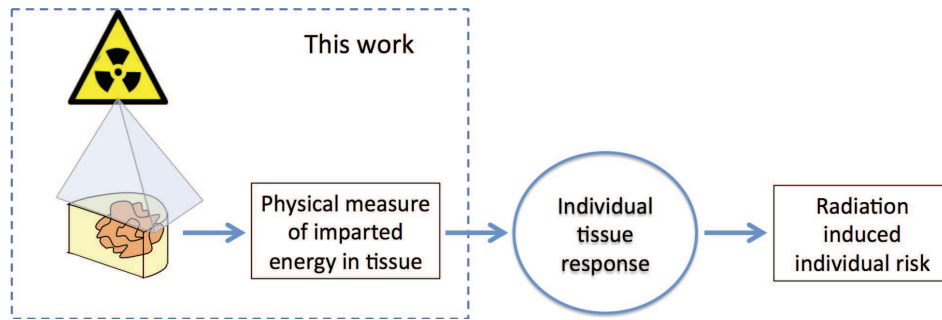 This work
Physical measure
of imparted
energy in tissue
Individual
tissue
response
Radiation
induced
individual risk